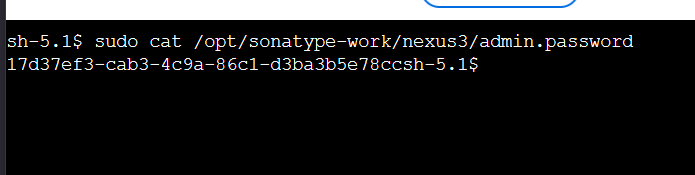 sh-5.1$ sudo cat /opt/sonatype-work/nexus3/admin.password
17d37ef3-cab3-4c9a-86c1-d3ba3b5e78ccsh-5.1$